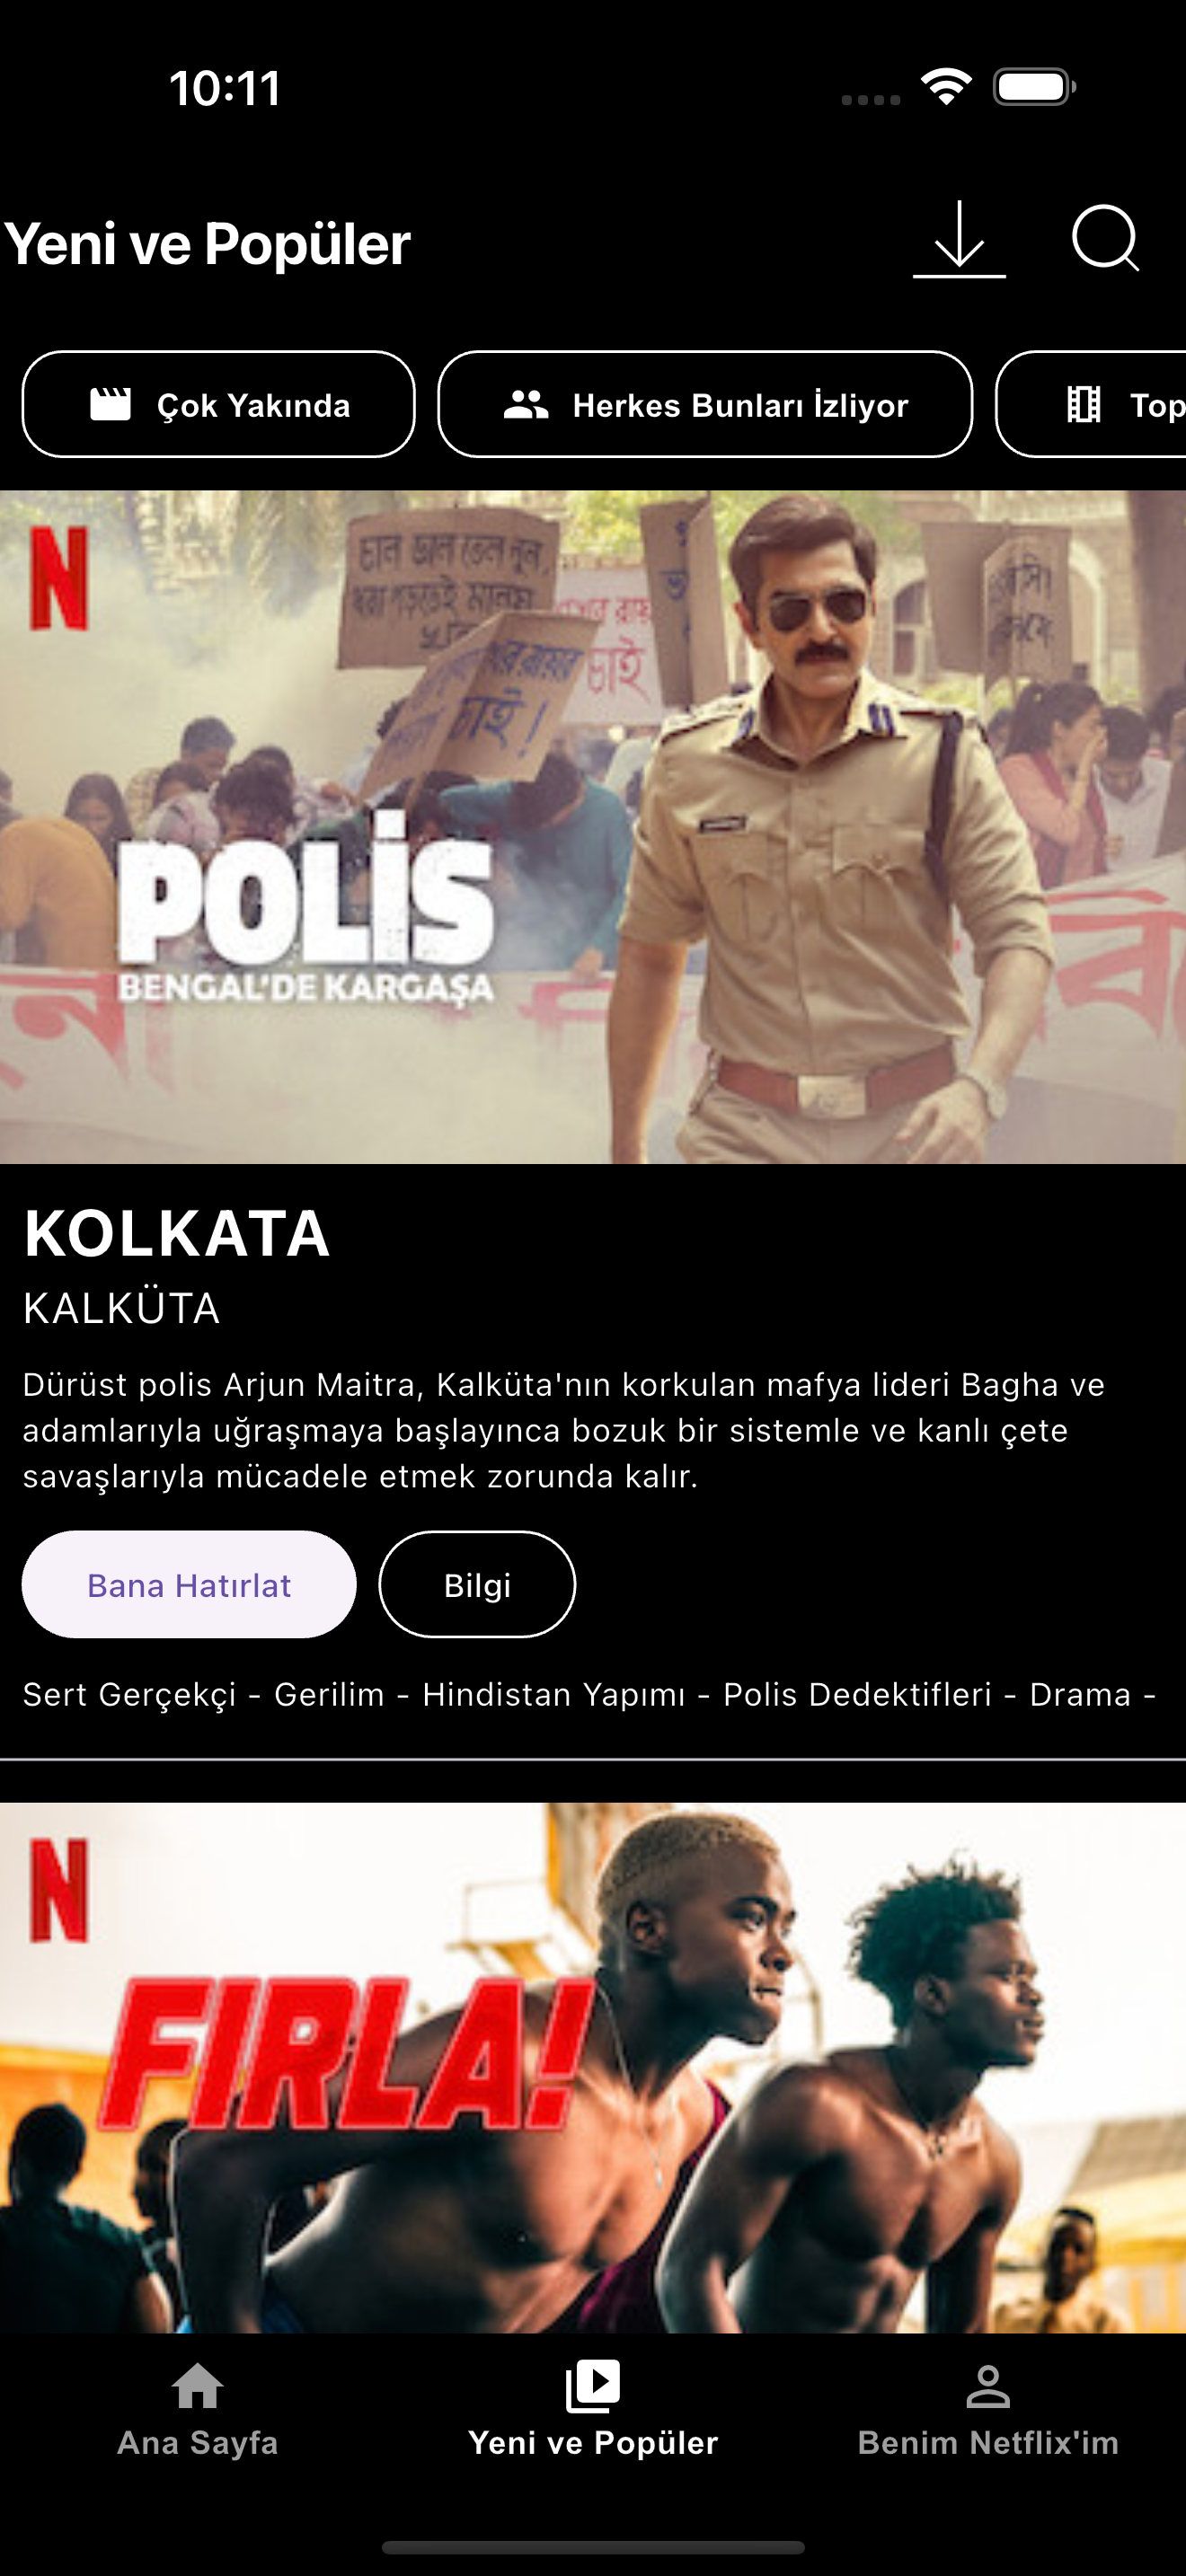 10:11
Yeni ve Popüler
Çok Yakında
Herkes Bunları İzliyor
Top
N
চাল ডাল তেল নুন,
চাই
চাই!
POLİS
BENGAL'DE KARGAŞA
KOLKATA
KALKÜTA
Dürüst polis Arjun Maitra, Kalküta'nın korkulan mafya lideri Bagha ve
adamlarıyla uğraşmaya başlayınca bozuk bir sistemle ve kanlı çete
savaşlarıyla mücadele etmek zorunda kalır.
Bana Hatırlat
Bilgi
Sert Gerçekçi - Gerilim - Hindistan Yapımı - Polis Dedektifleri - Drama -
N
FIRLA!
Ana Sayfa
Yeni ve Popüler
Benim Netflix'im